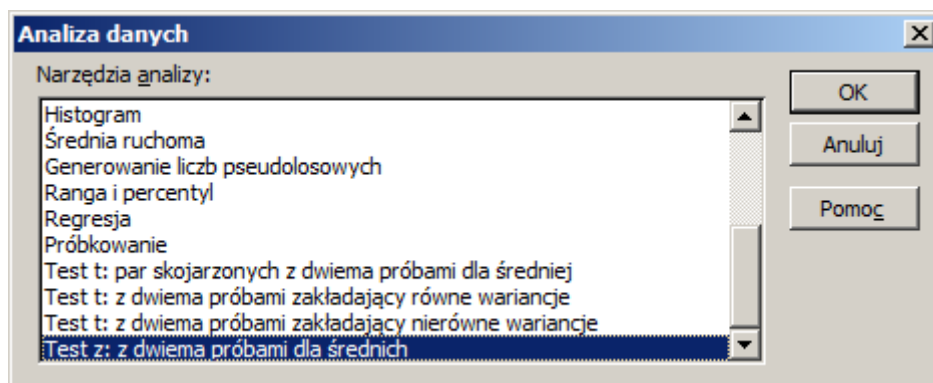 Analiza danych
Narzędzia analizy:
Histogram
Średnia ruchoma
Generowanie liczb pseudolosowych
Ranga i percentyl
Regresja
Próbkowanie
Test t: par skojarzonych z dwiema próbami dla średniej
Test t: z dwiema próbami zakładający równe wariancje
Test t: z dwiema próbami zakładający nierówne wariancje
Test z: z dwiema próbami dla średnich
OK
Anuluj
Pomoc